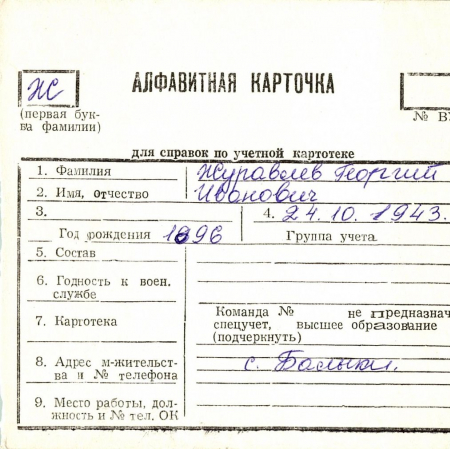 Ж
АЛФАВИТНАЯ КАРТОЧКА
(первая бук-
ва фамилии)
№ ВУ
для справок по учетной картотеке
1. Фамилия Журавлев Георгий
2. Имя, отчество Иванович
3. 4. 24.10.1943.
Год рождения 1896 Группа учета
5. Состав
6. Годность к воен.
службе
7. Картотека
Команда № не предназнач
спецучет, высшее образование
(подчеркнуть)
8. Адрес м-жительст-
ва и № телефона
с.
9. Место работы, дол-
жность и № тел. ОК